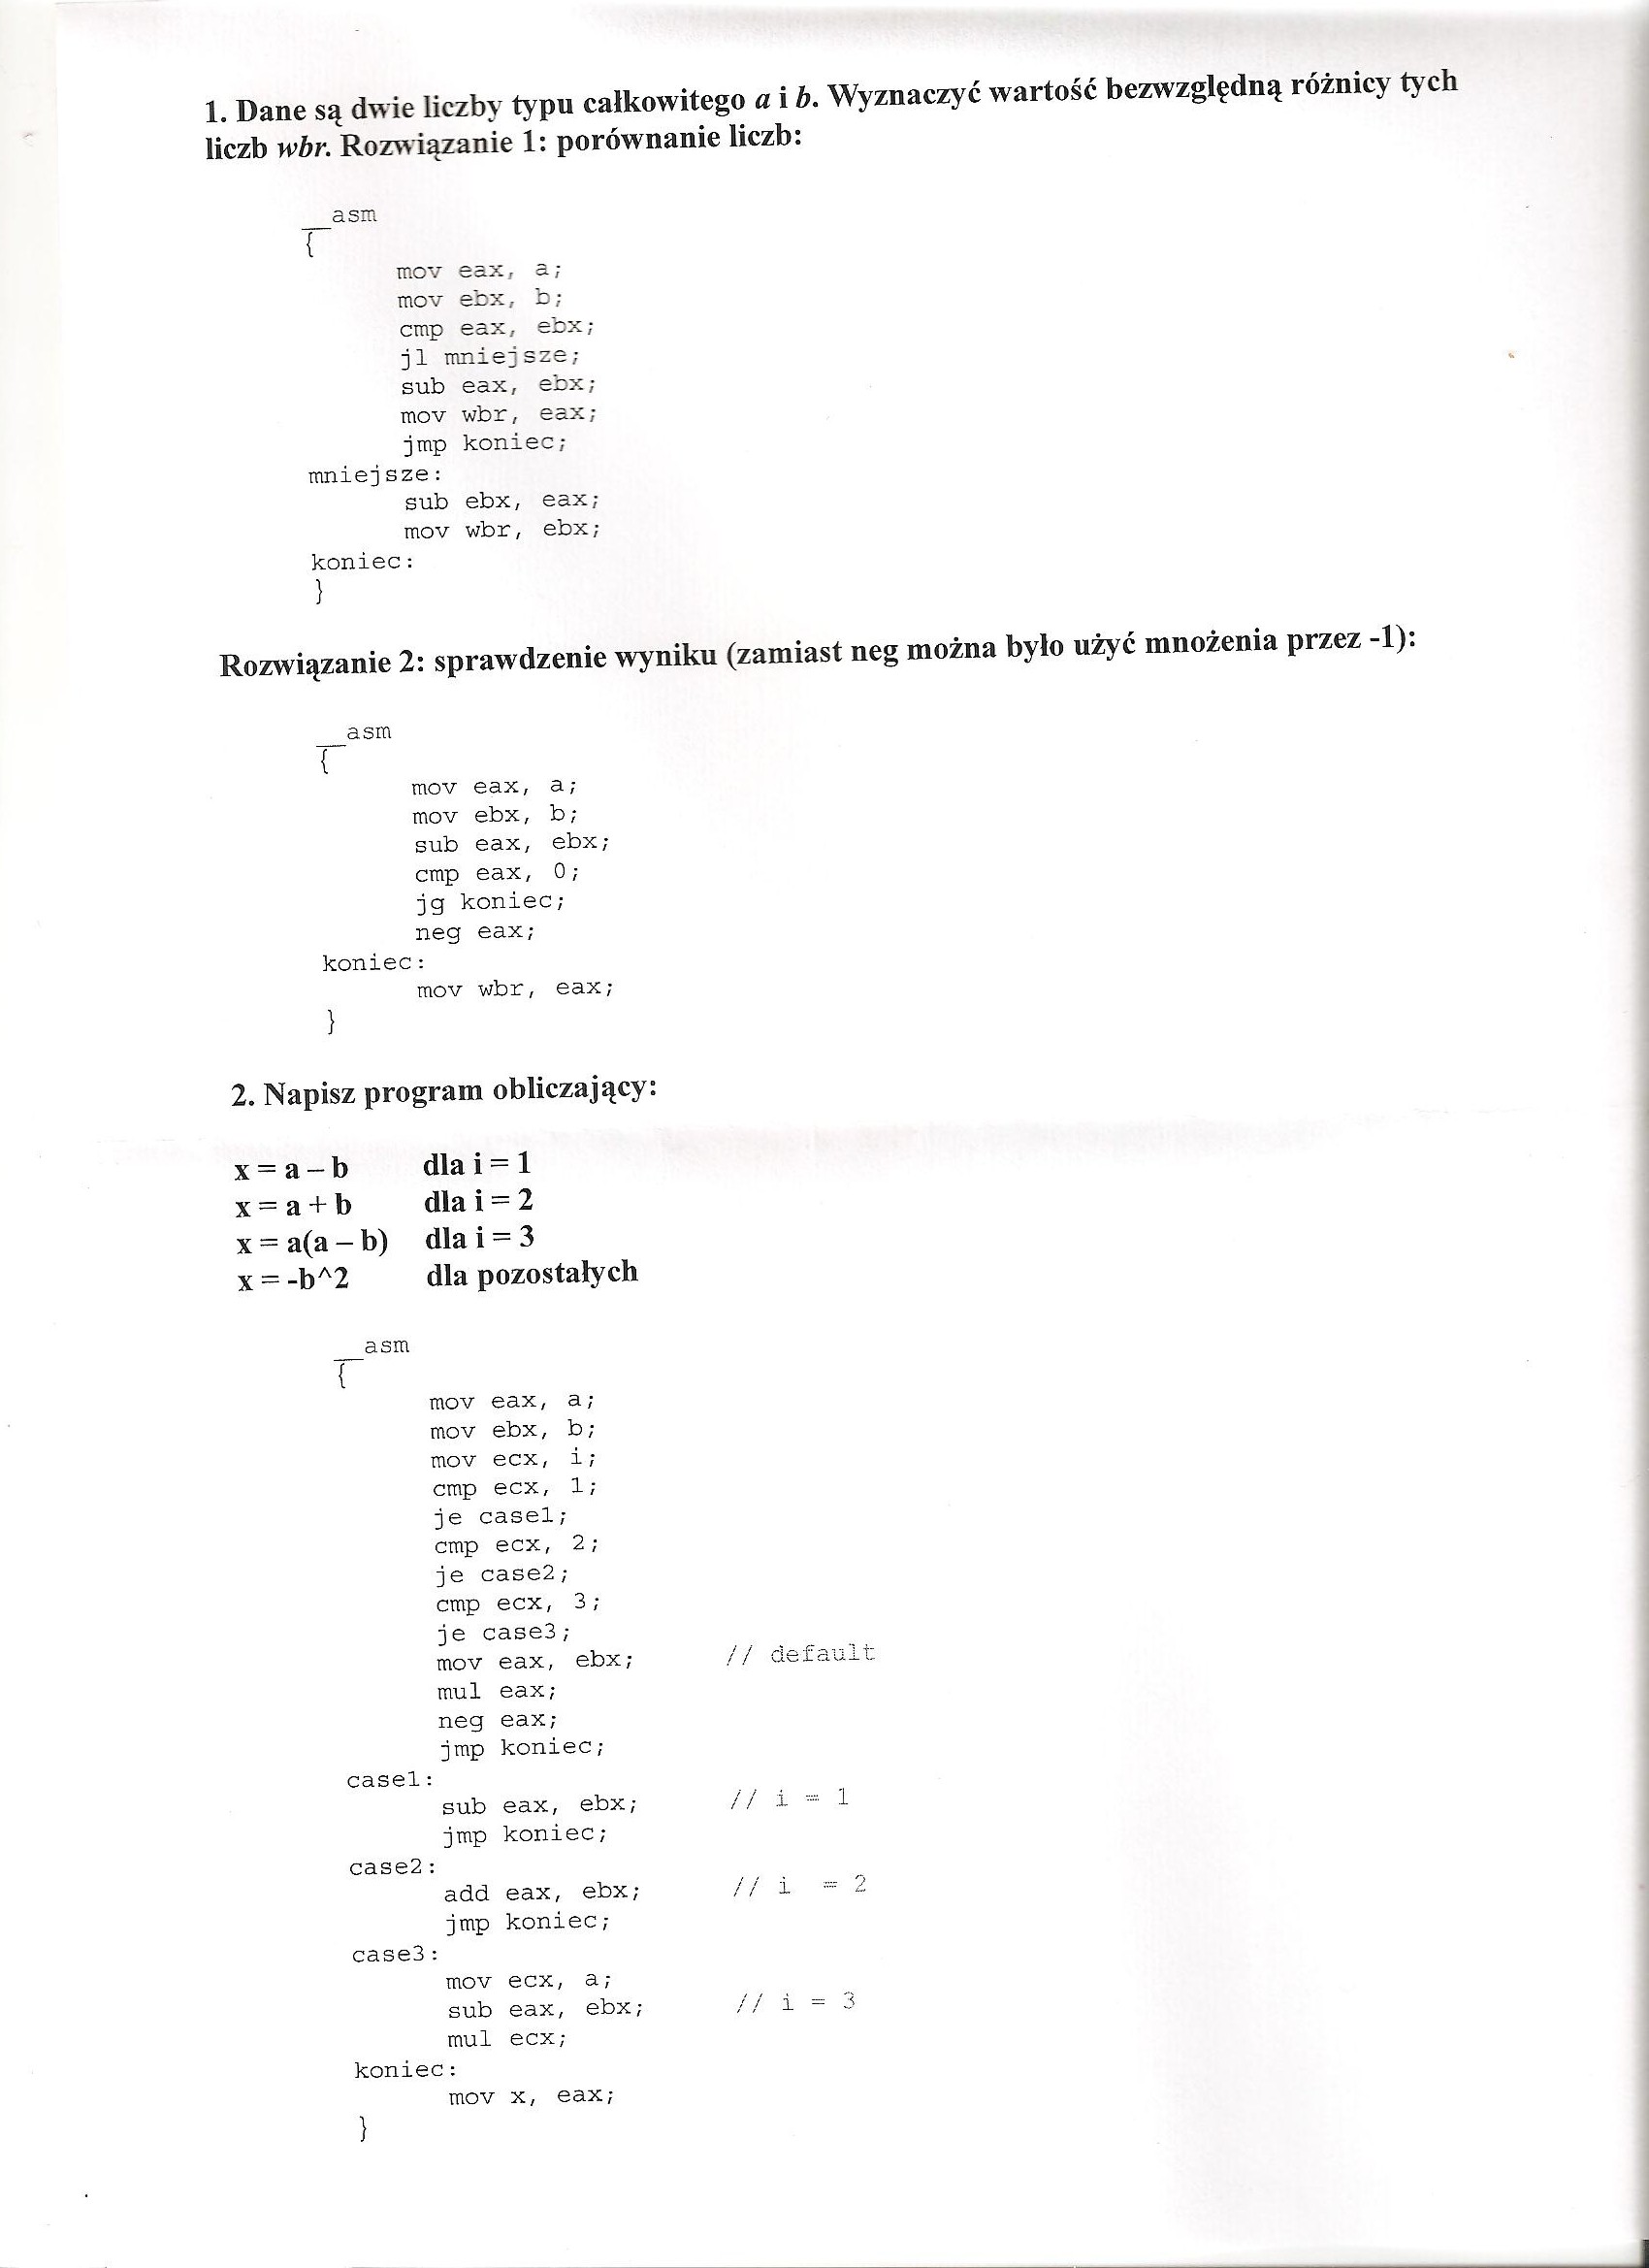 1. Dane są dwie liczby typu całkowitego a i b. Wyznaczyć wartość bezwzględną różnicy tych
liczb wbr. Rozwiązanie 1: porównanie liczb:
__asm
{
mov eax, a;
mov ebx, b;
cmp eax, ebx;
jl mniejsze;
sub eax, ebx;
mov wbr, eax;
jmp koniec;
mniejsze:
sub ebx, eax;
mov wbr, ebx;
koniec:
}
Rozwiązanie 2: sprawdzenie wyniku (zamiast neg można było użyć mnożenia przez -1):
__asm
{
mov eax, a;
mov ebx, b;
sub eax, ebx;
cmp eax, 0;
jg koniec;
neg eax;
koniec:
mov wbr, eax;
}
2. Napisz program obliczający:
x = a – b dla i = 1
x = a + b dla i = 2
x = a(a – b) dla i = 3
x = -b^2 dla pozostałych
__asm
{
mov eax, a;
mov ebx, b;
mov ecx, i;
cmp ecx, 1;
je case1;
cmp ecx, 2;
je case2;
cmp ecx, 3;
je case3;
mov eax, ebx; // default
mul eax;
neg eax;
jmp koniec;
case1:
sub eax, ebx; // i = 1
jmp koniec;
case2:
add eax, ebx; // i = 2
jmp koniec;
case3:
mov ecx, a;
sub eax, ebx; // i = 3
mul ecx;
koniec:
mov x, eax;
}